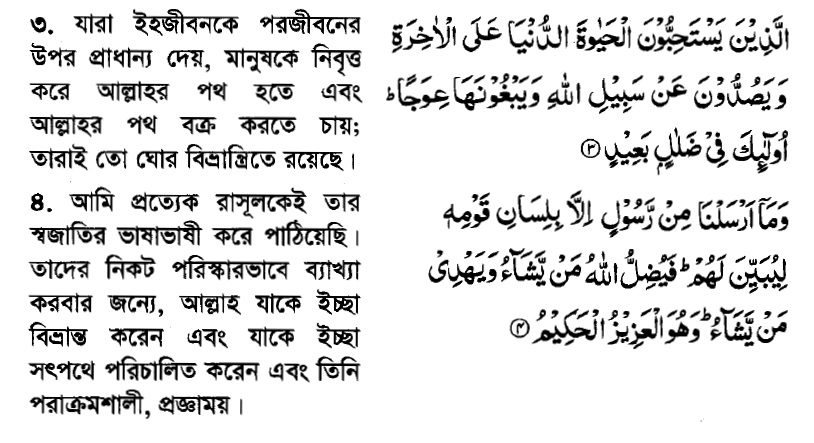 ৩. যারা ইহজীবনকে পরজীবনের
উপর প্রাধান্য দেয়, মানুষকে নিবৃত্ত
করে আল্লাহর পথ হতে এবং
আল্লাহর পথ বক্র করতে চায়;
তারাই তো ঘোর বিভ্রান্তিতে রয়েছে।
৪. আমি প্রত্যেক রাসূলকেই তার
স্বজাতির ভাষাভাষী করে পাঠিয়েছি।
তাদের নিকট পরিস্কারভাবে ব্যাখ্যা
করবার জন্যে, আল্লাহ যাকে ইচ্ছা
বিভ্রান্ত করেন এবং যাকে ইচ্ছা
সৎপথে পরিচালিত করেন এবং তিনি
পরাক্রমশালী, প্রজ্ঞাময়।
الَّذِيْنَ يَسْتَحِبُّوْنَ الْحَيٰوةَ الدُّنْيَا عَلَى الْاٰخِرَةِ
وَيَصُدُّوْنَ عَنْ سَبِيْلِ اللّٰهِ وَيَبْغُوْنَهَا عِوَجًا ؕ
اُولٰٓئِكَ فِيْ ضَلٰلٍۭ بَعِيْدٍ ۝۳
وَمَاۤ اَرْسَلْنَا مِنْ رَّسُوْلٍ اِلَّا بِلِسَانِ قَوْمِهٖ
لِيُبَيِّنَ لَهُمْ ؕ فَيُضِلُّ اللّٰهُ مَنْ يَّشَآءُ وَيَهْدِيْ
مَنْ يَّشَآءُ ؕ وَهُوَ الْعَزِيْزُ الْحَكِيْمُ ۝۴